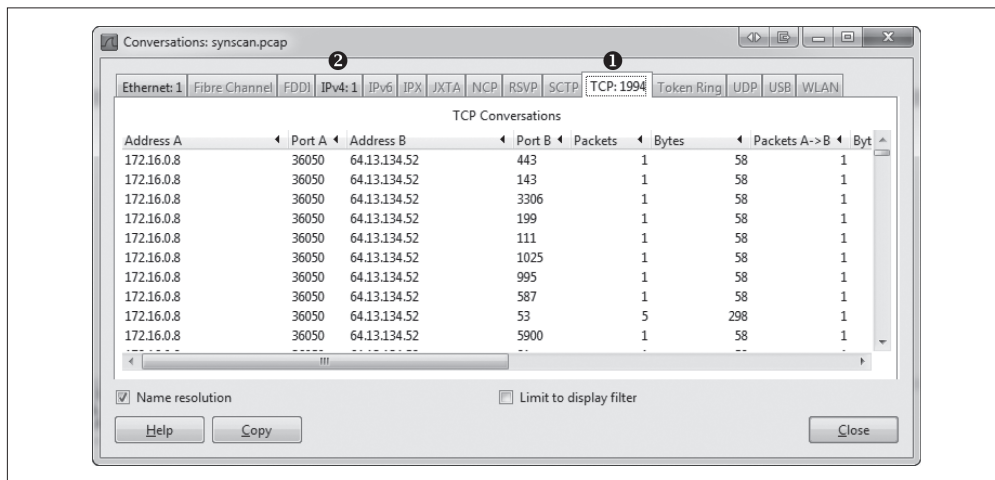 Conversations: synscan.pcap
❷ ❶
Ethernet: 1 Fibre Channel FDDI IPv4: 1 IPv6 IPX JXTA NCP RSVP SCTP TCP: 1994 Token Ring UDP USB WLAN
TCP Conversations
Address A Port A Address B Port B Packets Bytes Packets A->B Byt
172.16.0.8 36050 64.13.134.52 443 1 58 1
172.16.0.8 36050 64.13.134.52 143 1 58 1
172.16.0.8 36050 64.13.134.52 3306 1 58 1
172.16.0.8 36050 64.13.134.52 199 1 58 1
172.16.0.8 36050 64.13.134.52 111 1 58 1
172.16.0.8 36050 64.13.134.52 1025 1 58 1
172.16.0.8 36050 64.13.134.52 995 1 58 1
172.16.0.8 36050 64.13.134.52 587 1 58 1
172.16.0.8 36050 64.13.134.52 53 5 298 1
172.16.0.8 36050 64.13.134.52 5900 1 58 1
Name resolution Limit to display filter
Help Copy Close